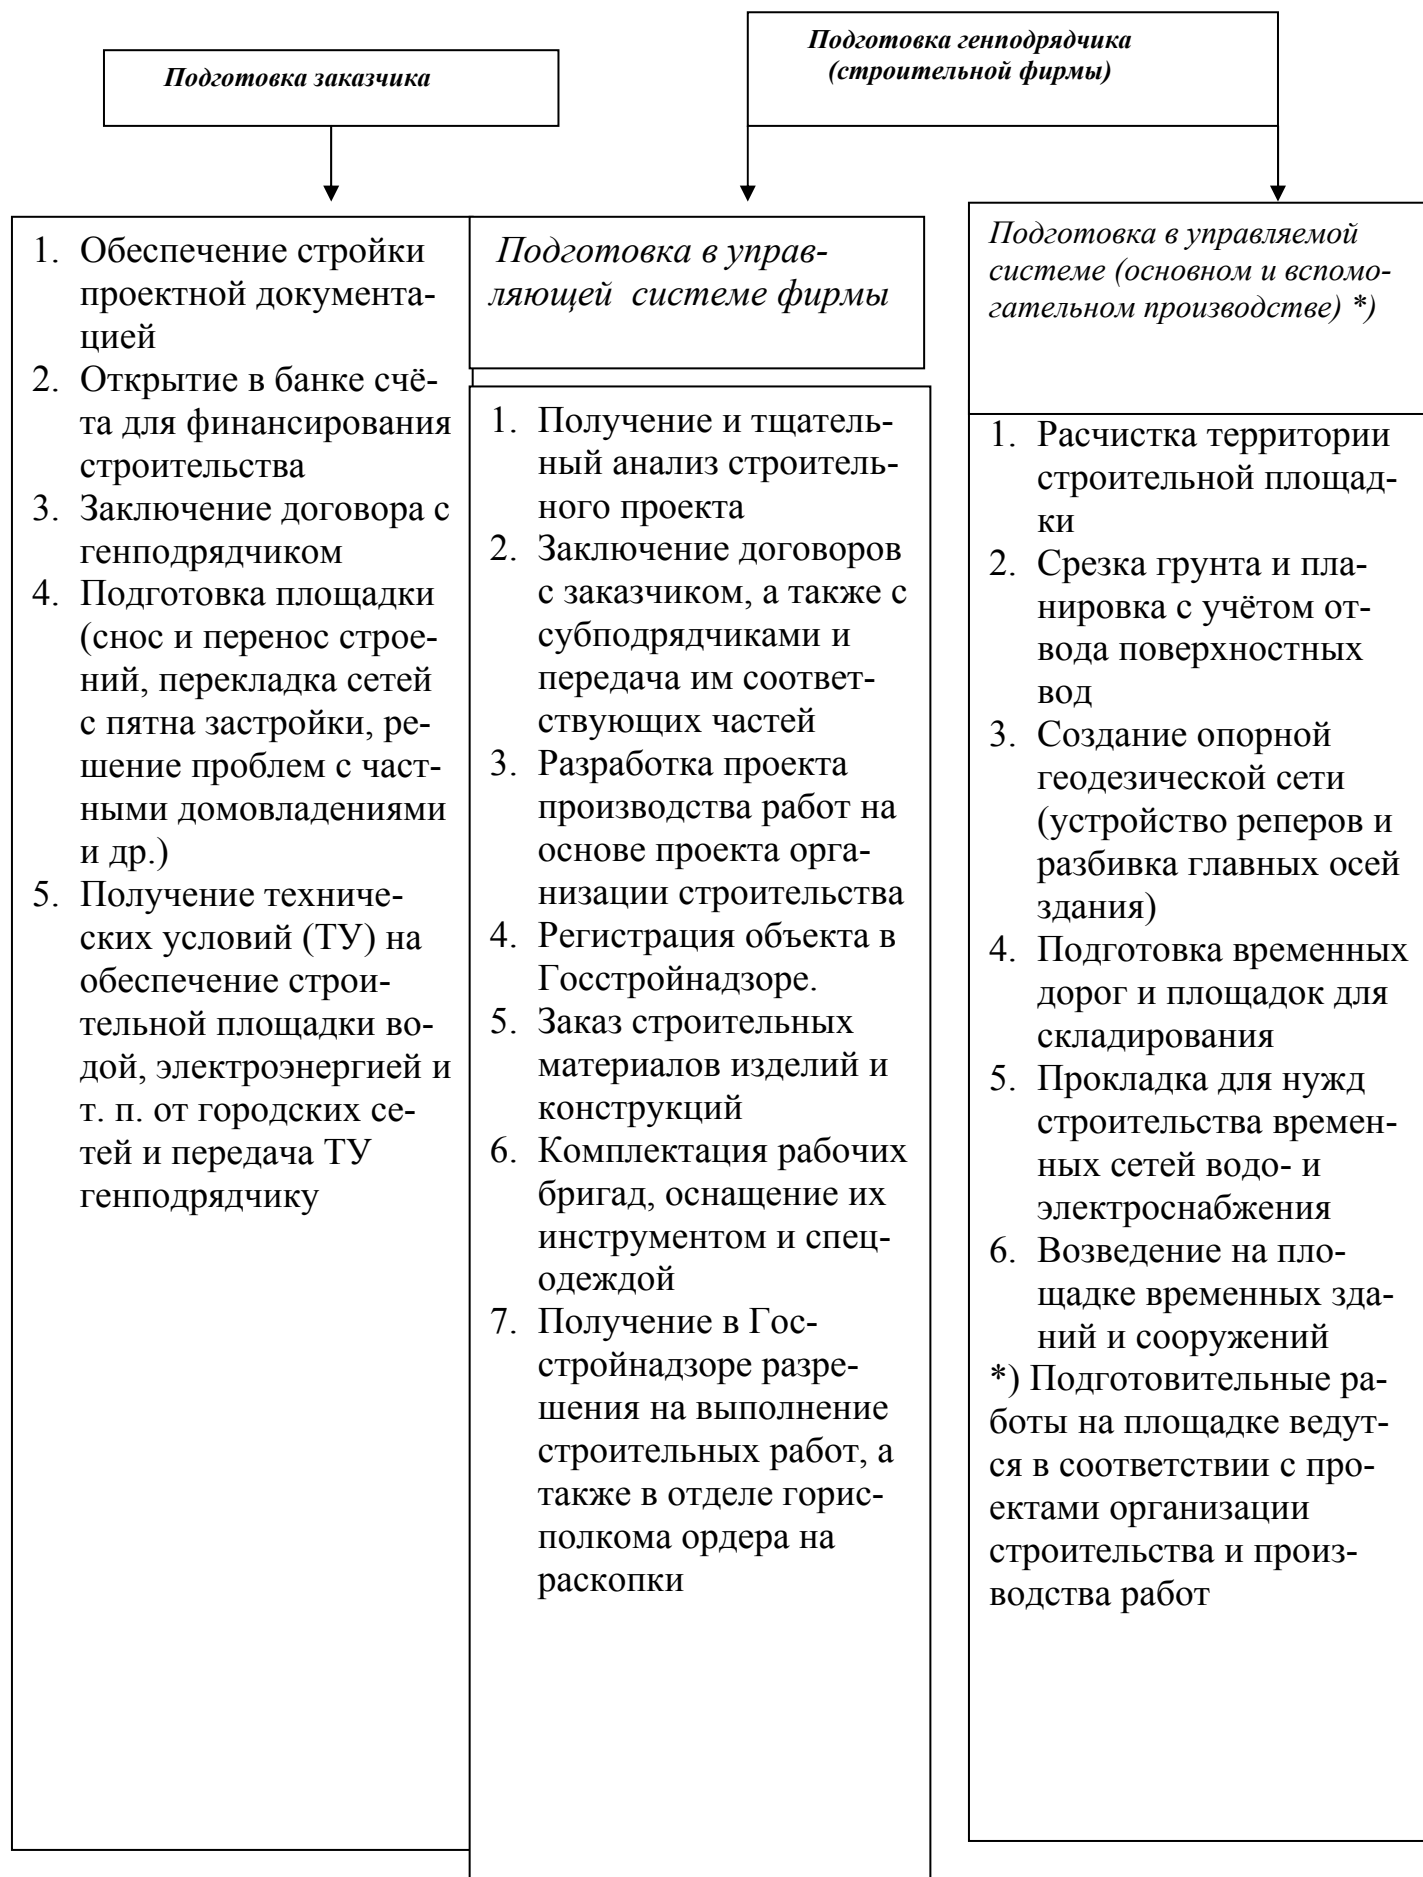 Подготовка заказчика
Подготовка генподрядчика
(строительной фирмы)
1. Обеспечение стройки
проектной документа-
цией
2. Открытие в банке счё-
та для финансирования
строительства
3. Заключение договора с
генподрядчиком
4. Подготовка площадки
(снос и перенос строе-
ний, перекладка сетей
с пятна застройки, ре-
шение проблем с част-
ными домовладениями
и др.)
5. Получение техниче-
ских условий (ТУ) на
обеспечение строи-
тельной площадки во-
дой, электроэнергией и
т. п. от городских се-
тей и передача ТУ
генподрядчику
Подготовка в управ-
ляющей системе фирмы
1. Получение и тщатель-
ный анализ строитель-
ного проекта
2. Заключение договоров
с заказчиком, а также с
субподрядчиками и
передача им соответ-
ствующих частей
3. Разработка проекта
производства работ на
основе проекта орга-
низации строительства
4. Регистрация объекта в
Госстройнадзоре.
5. Заказ строительных
материалов изделий и
конструкций
6. Комплектация рабочих
бригад, оснащение их
инструментом и спец-
одеждой
7. Получение в Гос-
стройнадзоре разре-
шения на выполнение
строительных работ, а
также в отделе горис-
полкома ордера на
раскопки
Подготовка в управляемой
системе (основном и вспомо-
гательном производстве) *)
1. Расчистка территории
строительной площад-
ки
2. Срезка грунта и пла-
нировка с учётом от-
вода поверхностных
вод
3. Создание опорной
геодезической сети
(устройство реперов и
разбивка главных осей
здания)
4. Подготовка временных
дорог и площадок для
складирования
5. Прокладка для нужд
строительства времен-
ных сетей водо- и
электроснабжения
6. Возведение на пло-
щадке временных зда-
ний и сооружений
*) Подготовительные ра-
боты на площадке ведут-
ся в соответствии с про-
ектами организации
строительства и произ-
водства работ